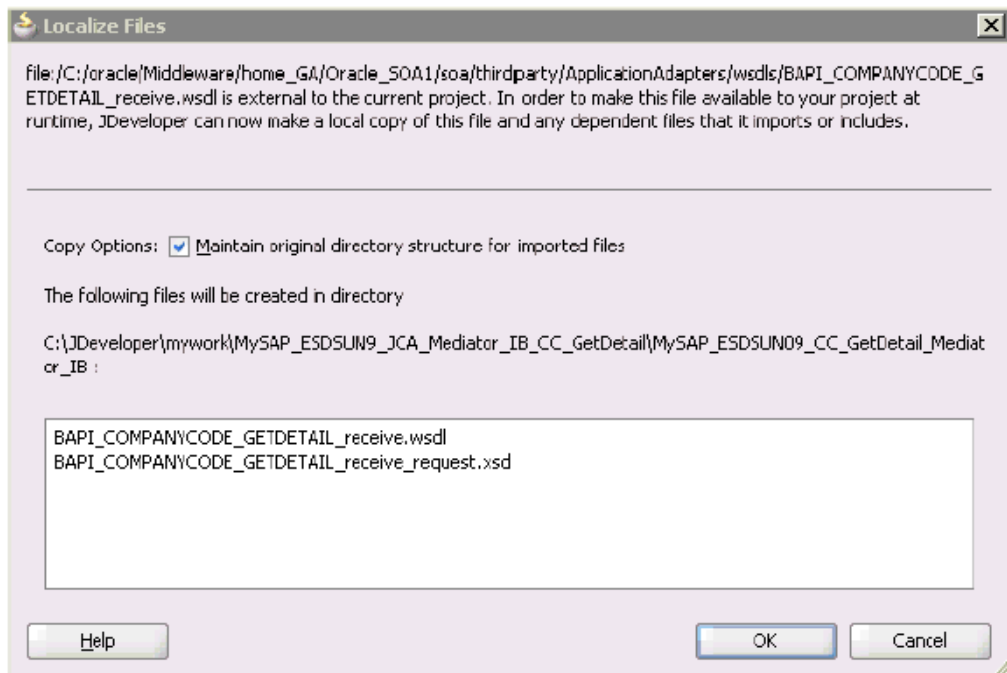 Localize Files
file:/C:/oracle/Middleware/home_GA/Oracle_SOA1/soa/thirdparty/ApplicationAdapters/wsdls/BAPI_COMPANYCODE_G
ETDETAIL_receive.wsdl is external to the current project. In order to make this file available to your project at
runtime, JDeveloper can now make a local copy of this file and any dependent files that it imports or includes.
Copy Options: Maintain original directory structure for imported files
The following files will be created in directory
C:\JDeveloper\mywork\MySAP_ESDSUN9_JCA_Mediator_IB_CC_GetDetail\MySAP_ESDSUN09_CC_GetDetail_Mediat
or_IB :
BAPI_COMPANYCODE_GETDETAIL_receive.wsdl
BAPI_COMPANYCODE_GETDETAIL_receive_request.xsd
Help OK Cancel